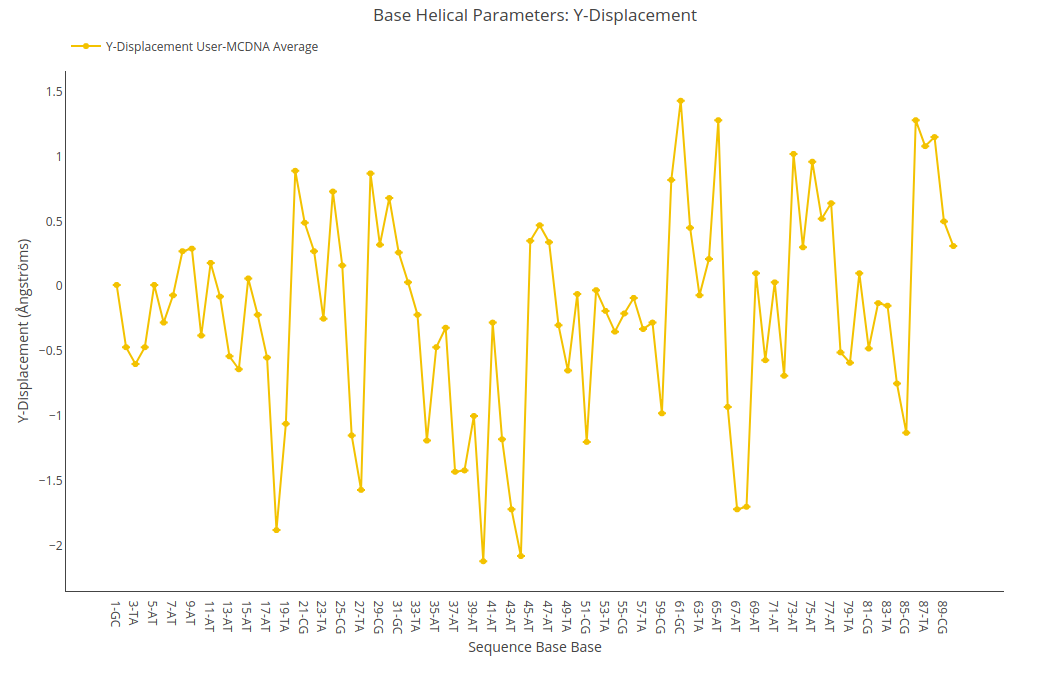 Base Helical Parameters: Y-Displacement
Y-Displacement User-MCDNA Average
Y-DIsplacement (Ångströms)
1.5
1
0.5
0
−0.5
−1
−1.5
−2
1-GC
3-TA
5-AT
7-AT
9-AT
11-AT
13-AT
15-AT
17-AT
19-TA
21-CG
23-TA
25-CG
27-TA
29-CG
31-GC
33-TA
35-AT
37-AT
39-AT
41-AT
43-AT
45-AT
47-AT
49-TA
51-CG
53-TA
55-CG
57-TA
59-CG
61-GC
63-TA
65-AT
67-AT
69-AT
71-AT
73-AT
75-AT
77-AT
79-TA
81-CG
83-TA
85-CG
87-TA
89-CG
Sequence Base Base